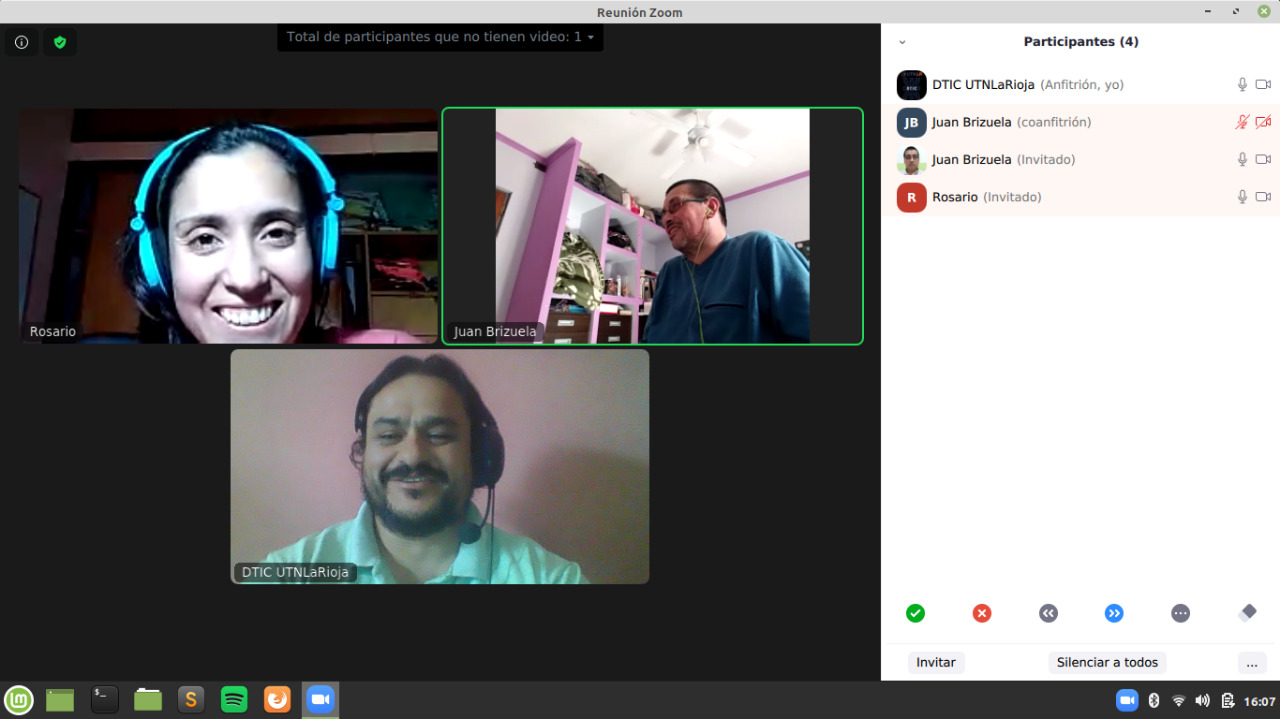 Reunión Zoom
Total de participantes que no tienen video: 1
Rosario
Juan Brizuela
DTIC UTNLaRioja
Participantes (4)
DTIC UTNLaRioja (Anfitrión, yo)
JB Juan Brizuela (coanfitrión)
Juan Brizuela (Invitado)
R Rosario (Invitado)
Invitar
Silenciar a todos
...
$_
S
16:07